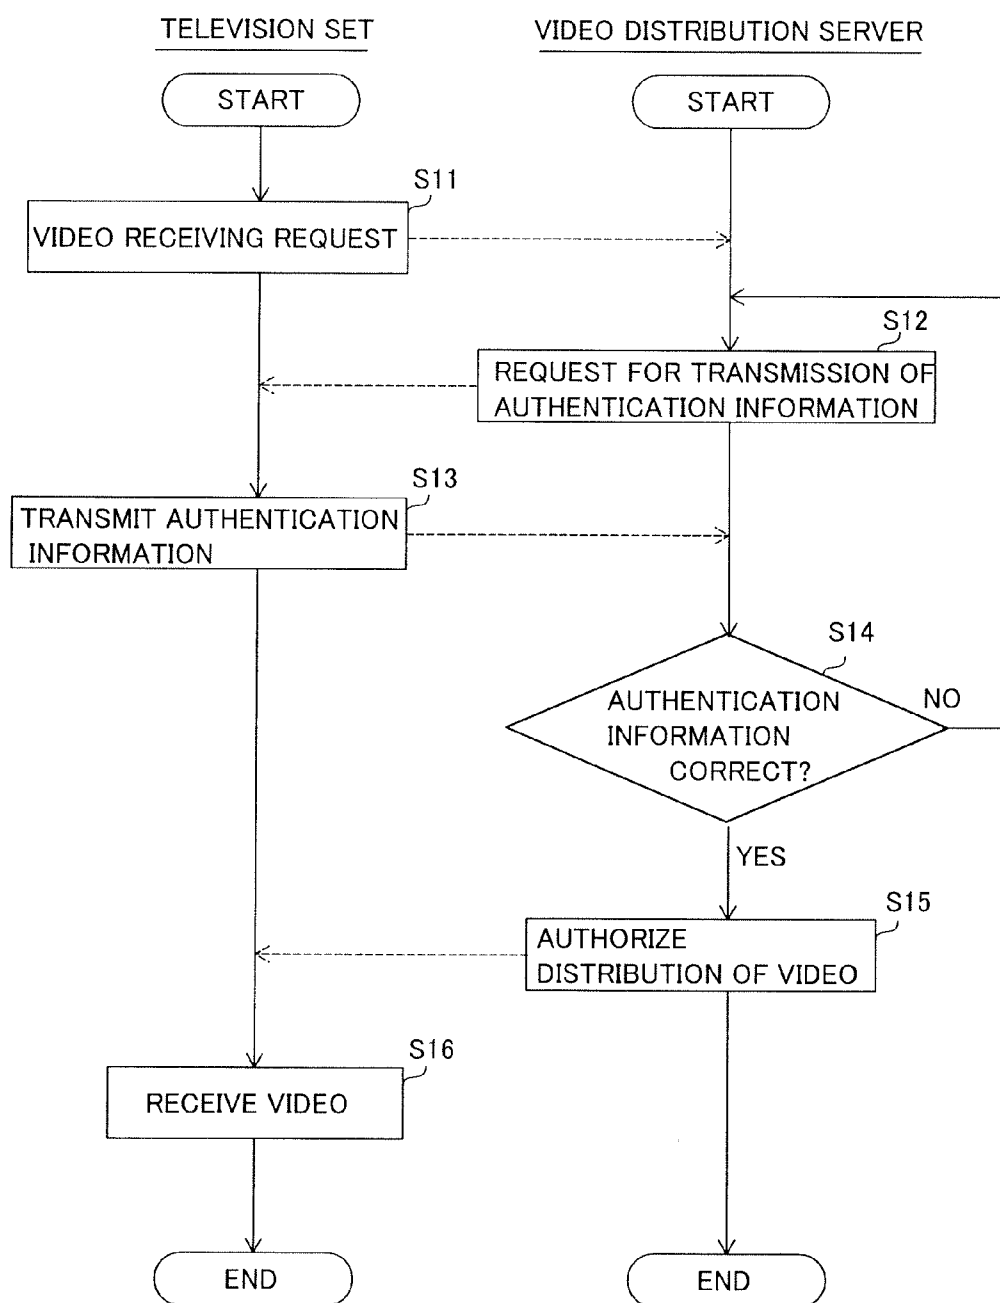 TELEVISION SET
VIDEO DISTRIBUTION SERVER
START
START
S11
VIDEO RECEIVING REQUEST
S12
REQUEST FOR TRANSMISSION OF
AUTHENTICATION INFORMATION
S13
TRANSMIT AUTHENTICATION
INFORMATION
S14
AUTHENTICATION
INFORMATION
CORRECT?
NO
YES
S15
AUTHORIZE
DISTRIBUTION OF VIDEO
S16
RECEIVE VIDEO
END
END